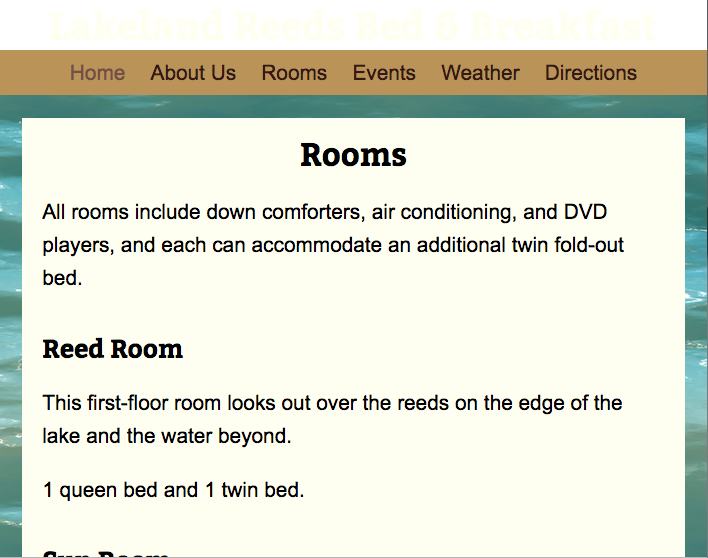 Lakeland Reeds Bed & Breakfast
Home About Us Rooms Events Weather Directions
Rooms
All rooms include down comforters, air conditioning, and DVD
players, and each can accommodate an additional twin fold-out
bed.
Reed Room
This first-floor room looks out over the reeds on the edge of the
lake and the water beyond.
1 queen bed and 1 twin bed.
Sun Room